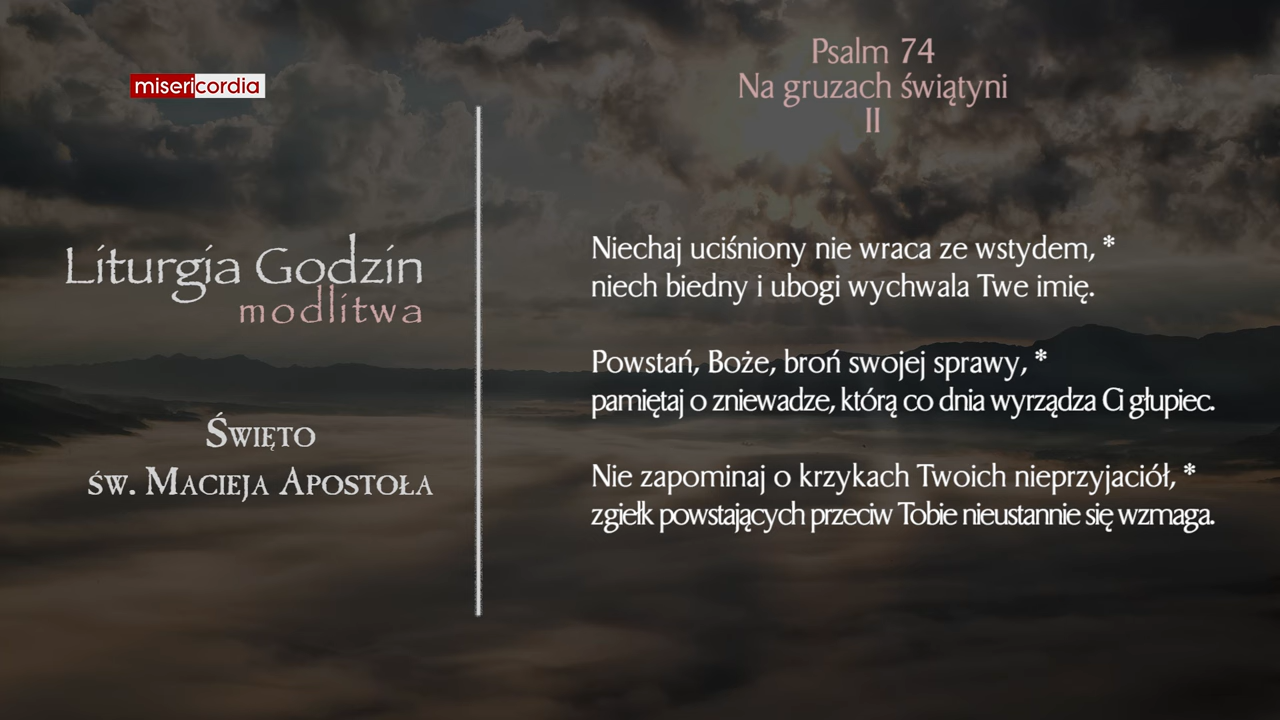 misericordia
Liturgia Godzin
modlitwa
Święto
św. Macieja Apostoła
Psalm 74
Na gruzach świątyni
II
Niechaj uciśniony nie wraca ze wstydem, *
niech biedny i ubogi wychwala Twe imię.
Powstań, Boże, broń swojej sprawy, *
pamiętaj o zniewadze, którą co dnia wyrządza Ci głupiec.
Nie zapominaj o krzykach Twoich nieprzyjaciół, *
zgiełk powstających przeciw Tobie nieustannie się wzmaga.